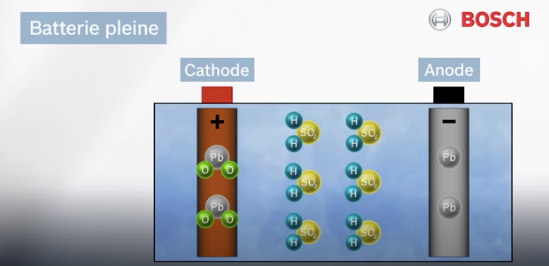 BOSCH
Batterie pleine
Cathode
Anode
+
−
H
SO₄
H
H
SO₄
H
Pb
O O
Pb
H
SO₄
H
H
SO₄
H
Pb
O O
Pb
H
SO₄
H
H
SO₄
H